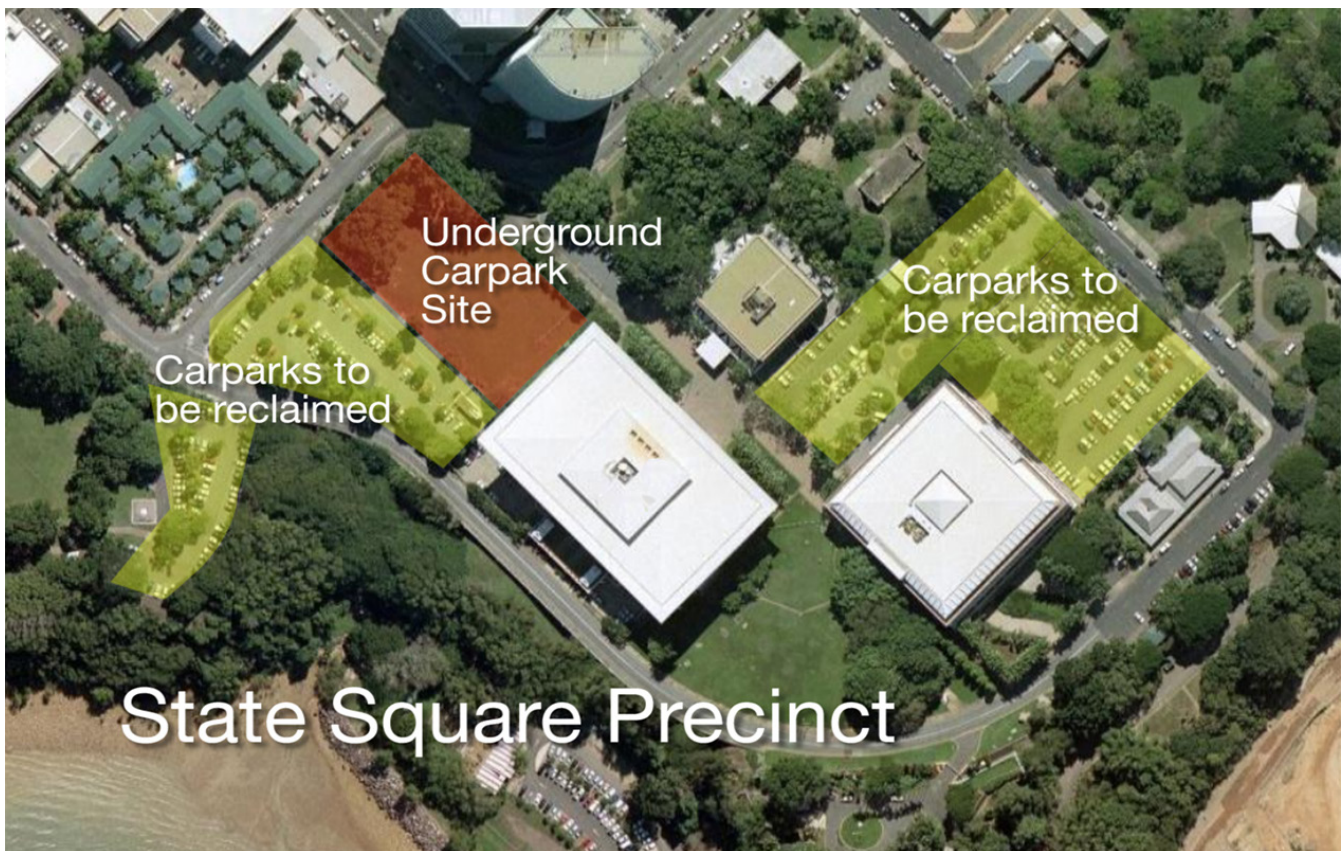 Underground
Carpark
Site
Carparks to
be reclaimed
Carparks to
be reclaimed
State Square Precinct